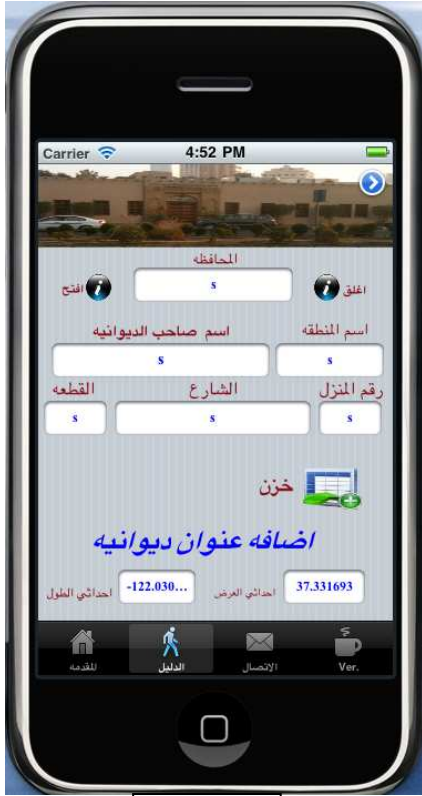 Carrier 4:52 PM
المحافظه
اغلق s افتح
اسم المنطقه اسم صاحب الديوانيه
s s
رقم المنزل الشارع القطعه
s s s
خزن
اضافه عنوان ديوانيه
37.331693 احداثي العرض -122.030... احداثي الطول
المقدمه الدليل الاتصال Ver.